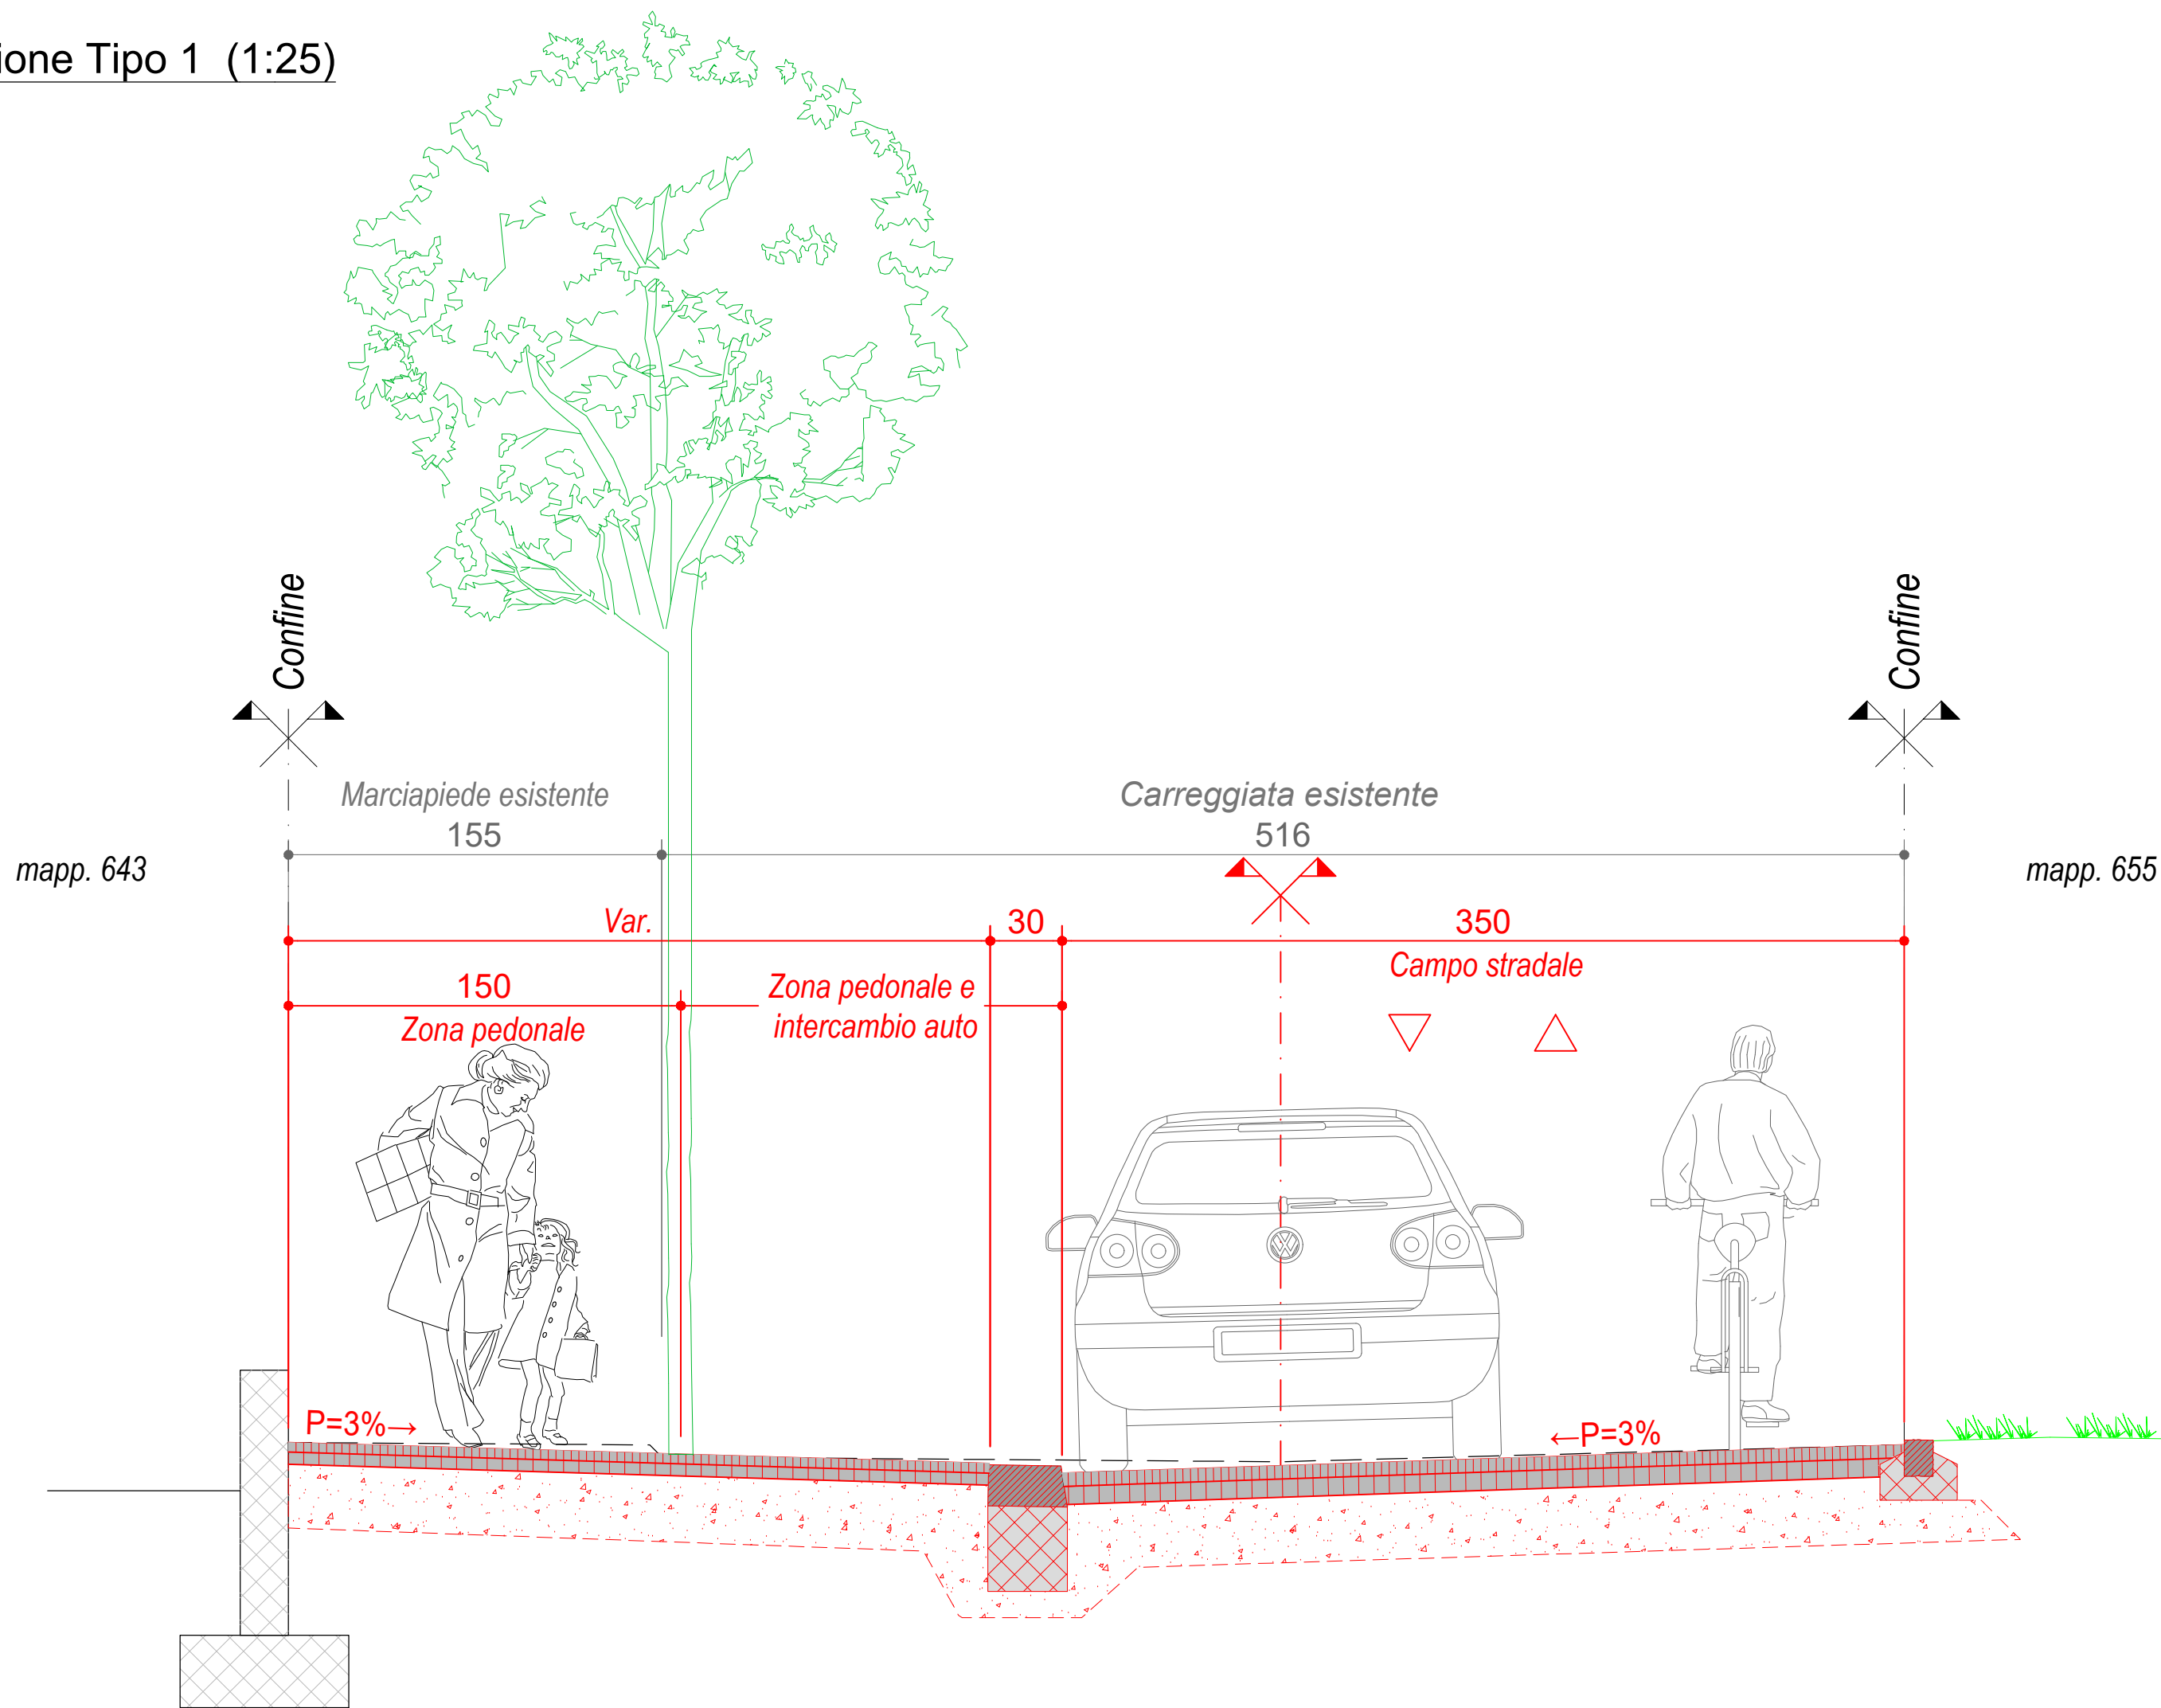 ione Tipo 1 (1:25)
Confine
Confine
Marciapiede esistente
155
Carreggiata esistente
516
mapp. 643
mapp. 655
Var.
30
350
Campo stradale
150
Zona pedonale
Zona pedonale e
intercambio auto
P=3%→
←P=3%